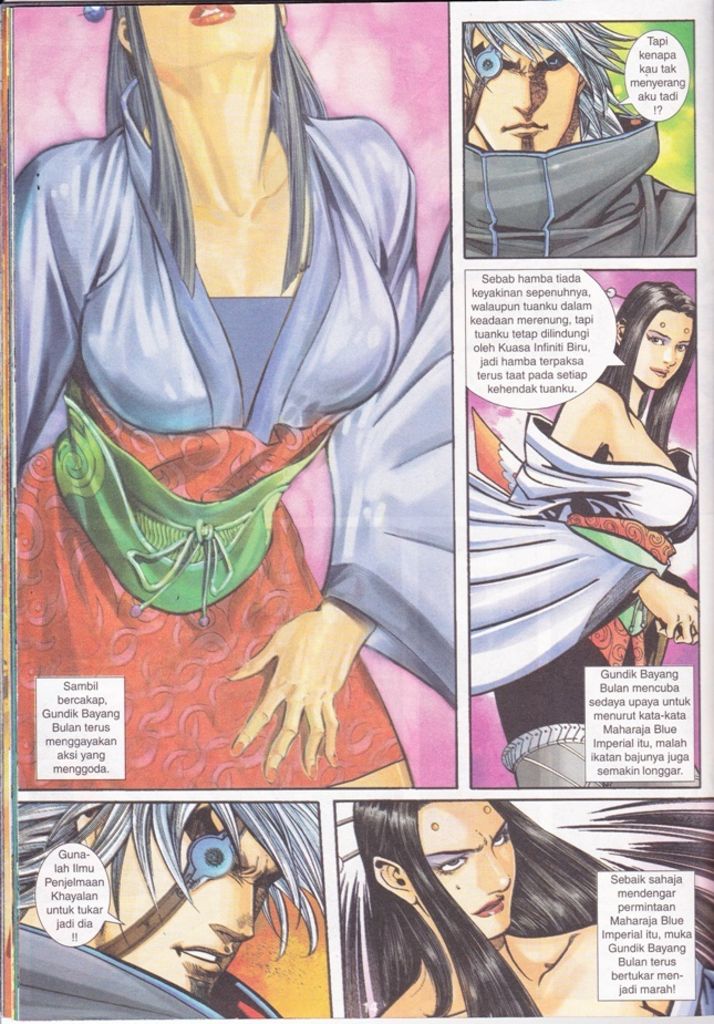 Tapi
kenapa
kau tak
menyerang
aku tadi
!?
Sebab hamba tiada
keyakinan sepenuhnya,
walaupun tuanku dalam
keadaan merenung, tapi
tuanku tetap dilindungi
oleh Kuasa Infiniti Biru,
jadi hamba terpaksa
terus taat pada setiap
kehendak tuanku.
Sambil
bercakap,
Gundik Bayang
Bulan terus
menggayakan
aksi yang
menggoda.
Gundik Bayang
Bulan mencuba
sedaya upaya untuk
menurut kata-kata
Maharaja Blue
Imperial itu, malah
ikatan bajunya juga
semakin longgar.
Guna-
lah Ilmu
Penjelmaan
Khayalan
untuk tukar
jadi dia
!!
Sebaik sahaja
mendengar
permintaan
Maharaja Blue
Imperial itu, muka
Gundik Bayang
Bulan terus
bertukar men-
jadi marah!
14